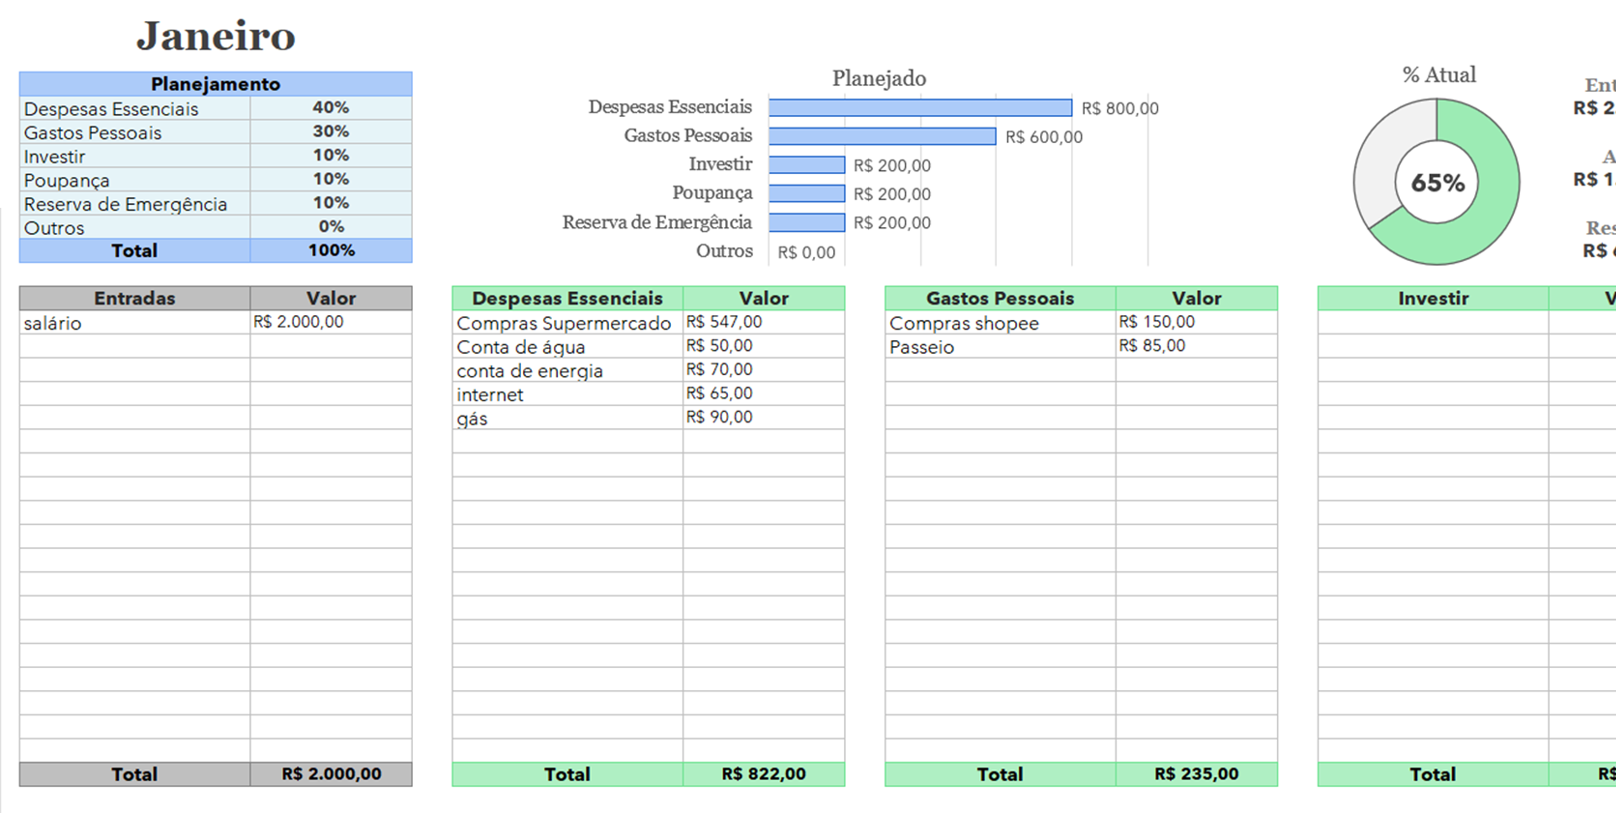 Janeiro
Planejamento
Despesas Essenciais 40%
Gastos Pessoais 30%
Investir 10%
Poupança 10%
Reserva de Emergência 10%
Outros 0%
Total 100%
Planejado
Despesas Essenciais R$ 800,00
Gastos Pessoais R$ 600,00
Investir R$ 200,00
Poupança R$ 200,00
Reserva de Emergência R$ 200,00
Outros R$ 0,00
% Atual
65%
Entradas Valor
salário R$ 2.000,00
Total R$ 2.000,00
Despesas Essenciais Valor
Compras Supermercado R$ 547,00
Conta de água R$ 50,00
conta de energia R$ 70,00
internet R$ 65,00
gás R$ 90,00
Total R$ 822,00
Gastos Pessoais Valor
Compras shopee R$ 150,00
Passeio R$ 85,00
Total R$ 235,00
Investir
Total